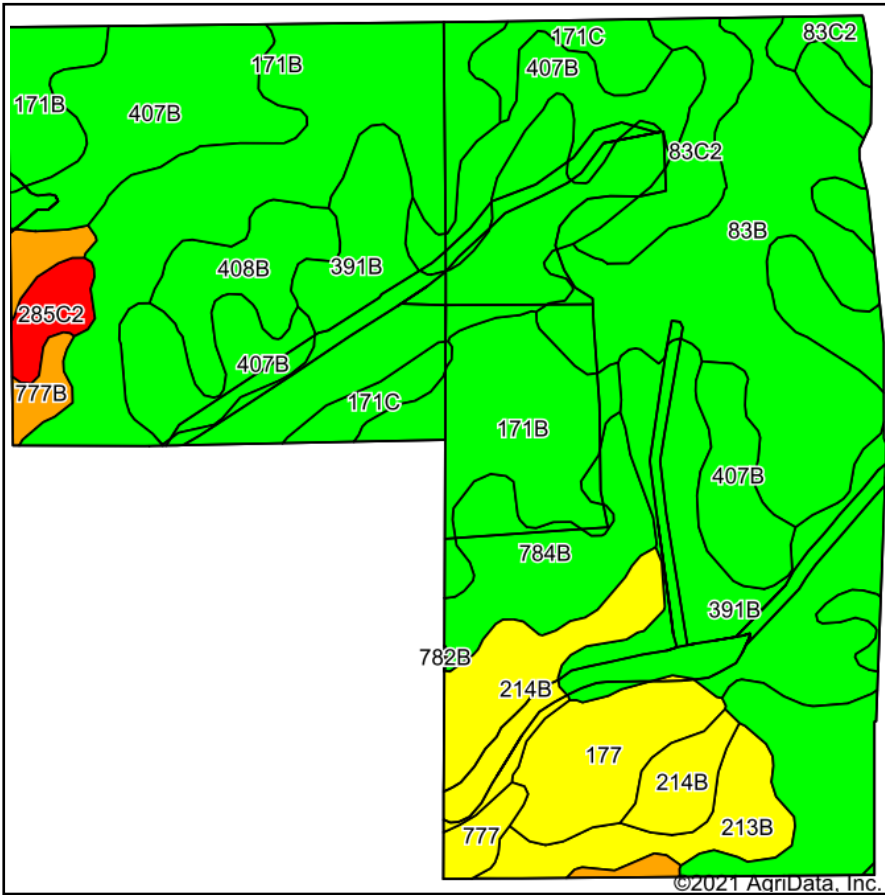 171C
83C2
171B
407B
171B
407B
83C2
83B
408B
391B
285C2
407B
777B
171C
171B
407B
784B
391B
782B
214B
177
214B
777
213B
©2021 AgriData, Inc.